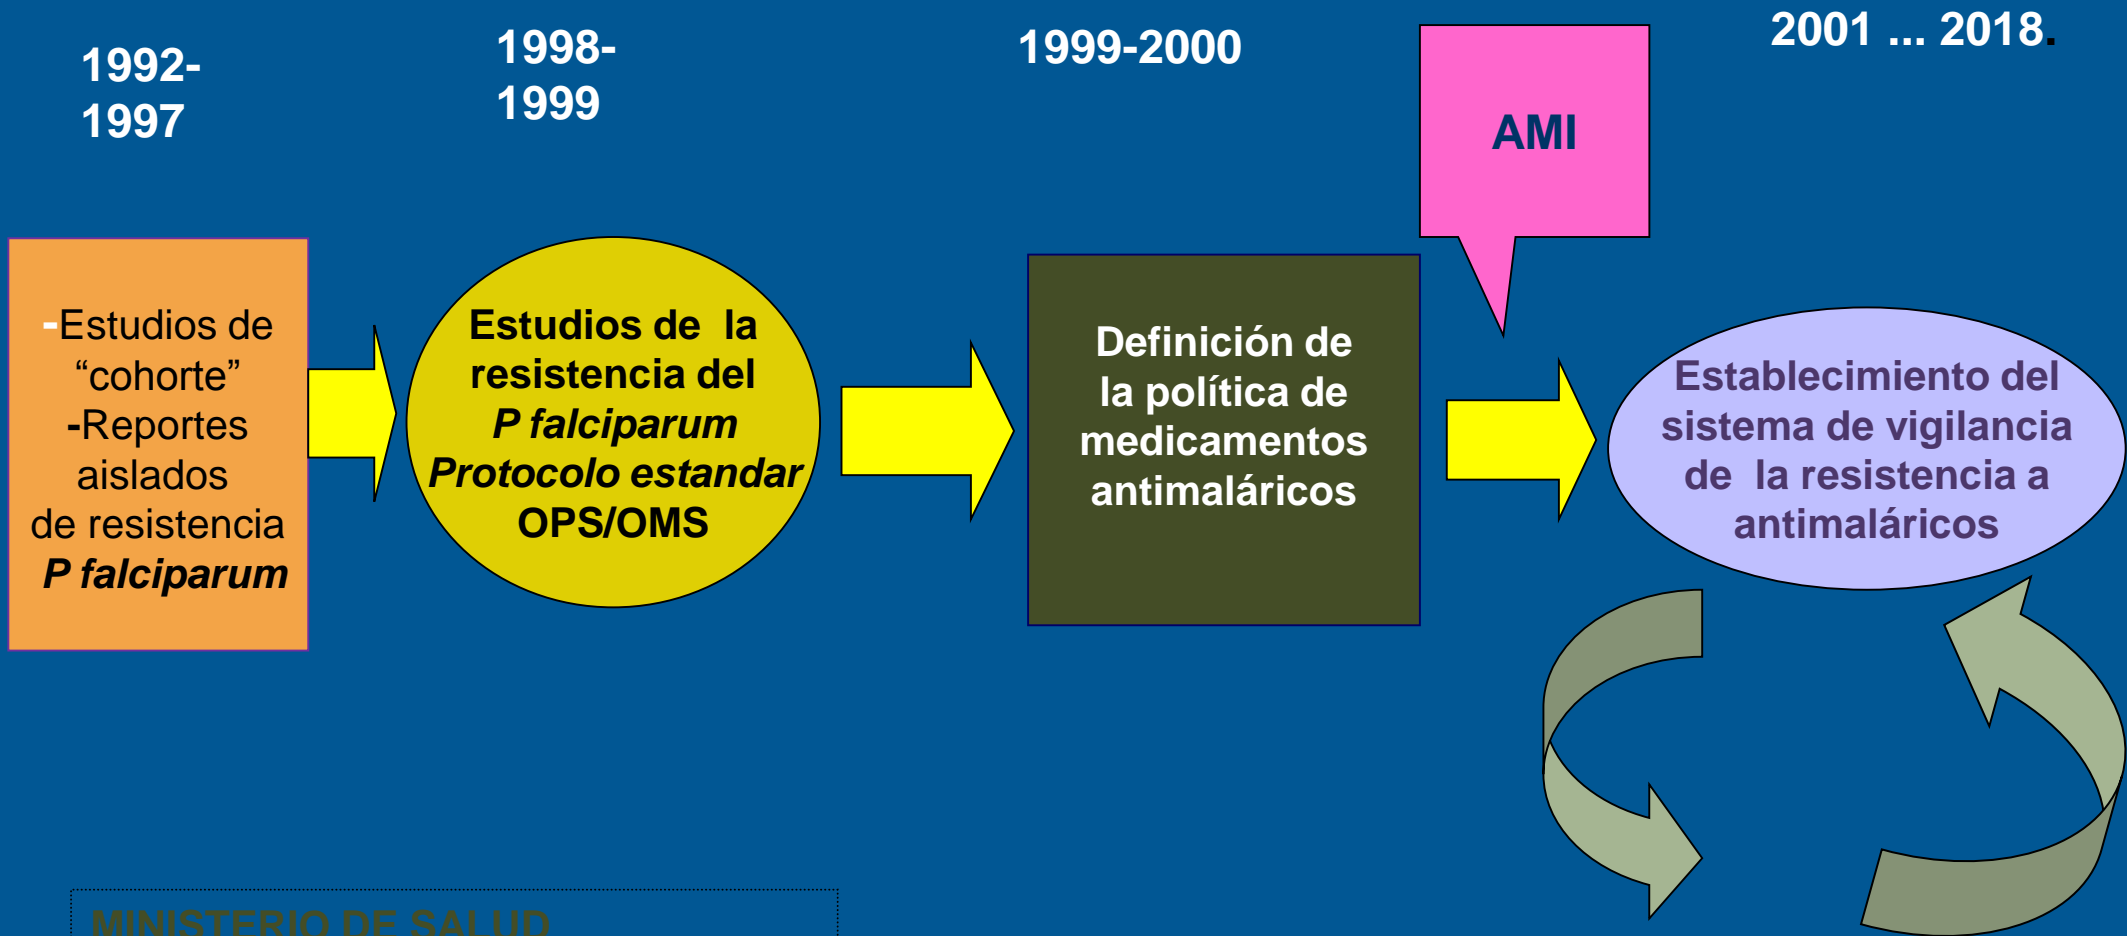 1992-
1997
1998-
1999
1999-2000
AMI
2001 ... 2018.
-Estudios de
“cohorte”
-Reportes
aislados
de resistencia
P falciparum
Estudios de la
resistencia del
P falciparum
Protocolo estandar
OPS/OMS
Definición de
la política de
medicamentos
antimaláricos
Establecimiento del
sistema de vigilancia
de la resistencia a
antimaláricos
MINISTERIO DE SALUD